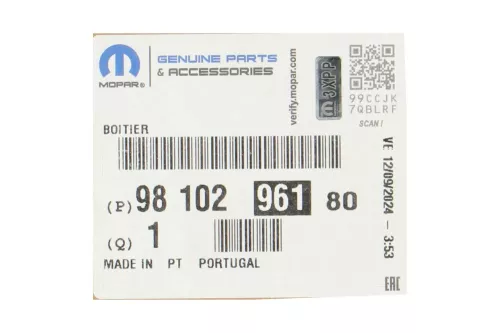 MOPAR®
GENUINE PARTS
& ACCESSORIES
verify.mopar.com
3XPP
99CCJK
7QBLRF
SCAN!
BOITIER
(P) 98 102 961 80
(Q) 1
MADE IN PT PORTUGAL
VE 12/09/2024 - 3:53
EAC